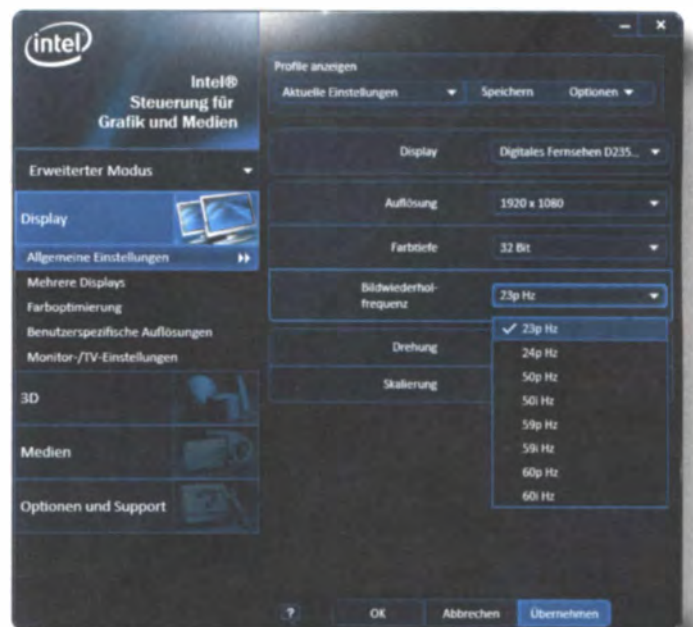 intel
Intel®
Steuerung für
Grafik und Medien
Erweiterter Modus
Display
Allgemeine Einstellungen
Mehrere Displays
Farboptimierung
Benutzerspezifische Auflösungen
Monitor-/TV-Einstellungen
3D
Medien
Optionen und Support
Profile anzeigen
Aktuelle Einstellungen Speichern Optionen
Display Digitales Fernsehen D235...
Auflösung 1920 x 1080
Farbtiefe 32 Bit
Bildwiederhol-
frequenz 23p Hz
23p Hz
24p Hz
50p Hz
50i Hz
59p Hz
59i Hz
60p Hz
60i Hz
Drehung
Skalierung
? OK Abbrechen Übernehmen